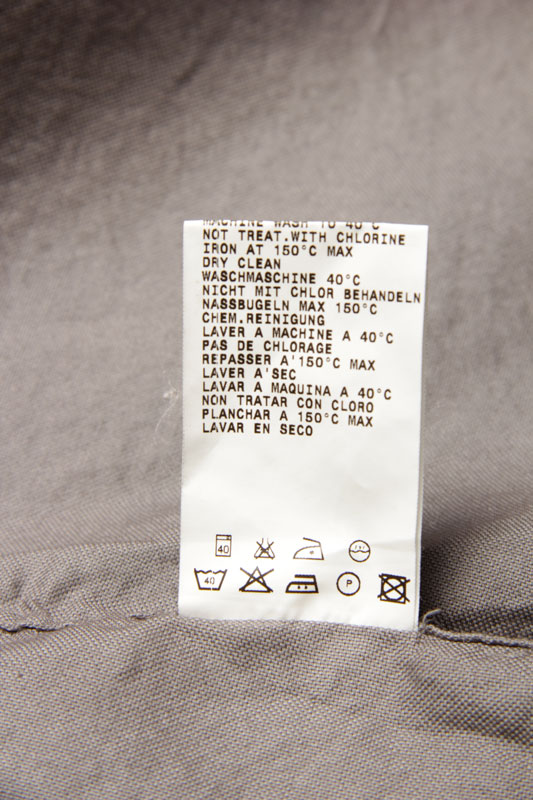 MACHINE WASH TO 40°C
NOT TREAT.WITH CHLORINE
IRON AT 150°C MAX
DRY CLEAN
WASCHMASCHINE 40°C
NICHT MIT CHLOR BEHANDELN
NASSBUGELN MAX 150°C
CHEM.REINIGUNG
LAVER A MACHINE A 40°C
PAS DE CHLORAGE
REPASSER A'150°C MAX
LAVER A'SEC
LAVAR A MAQUINA A 40°C
NON TRATAR CON CLORO
PLANCHAR A 150°C MAX
LAVAR EN SECO
40
40 P